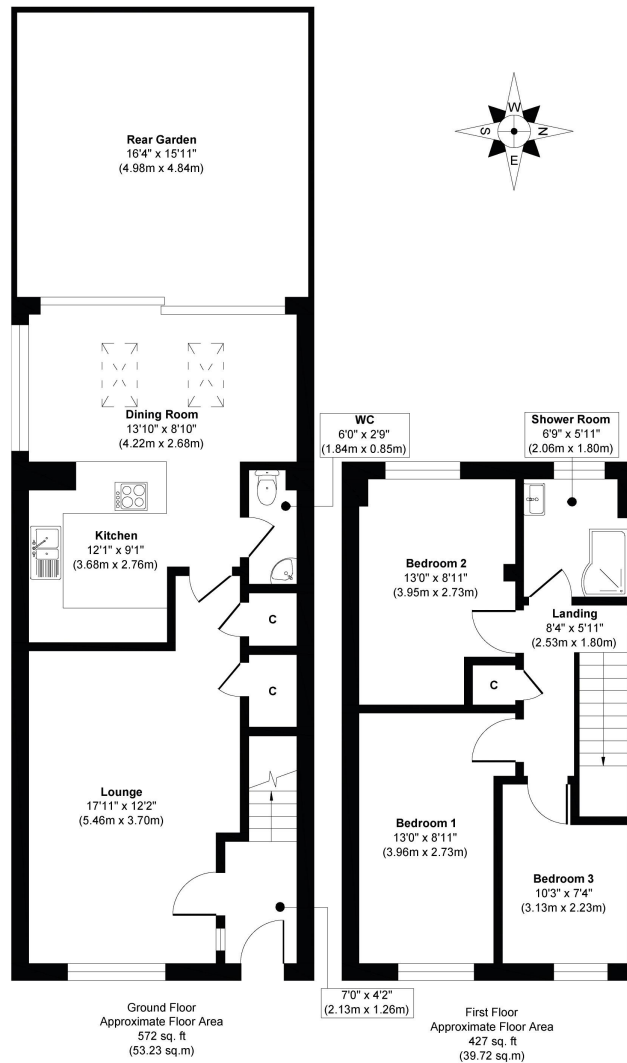 Rear Garden
16'4" x 15'11"
(4.98m x 4.84m)
W
S
N
E
Dining Room
13'10" x 8'10"
(4.22m x 2.68m)
WC
6'0" x 2'9"
(1.84m x 0.85m)
Shower Room
6'9" x 5'11"
(2.06m x 1.80m)
Kitchen
12'1" x 9'1"
(3.68m x 2.76m)
Bedroom 2
13'0" x 8'11"
(3.95m x 2.73m)
Landing
8'4" x 5'11"
(2.53m x 1.80m)
C
C
C
Lounge
17'11" x 12'2"
(5.46m x 3.70m)
Bedroom 1
13'0" x 8'11"
(3.96m x 2.73m)
Bedroom 3
10'3" x 7'4"
(3.13m x 2.23m)
7'0" x 4'2"
(2.13m x 1.26m)
Ground Floor
Approximate Floor Area
572 sq. ft
(53.23 sq.m)
First Floor
Approximate Floor Area
427 sq. ft
(39.72 sq.m)